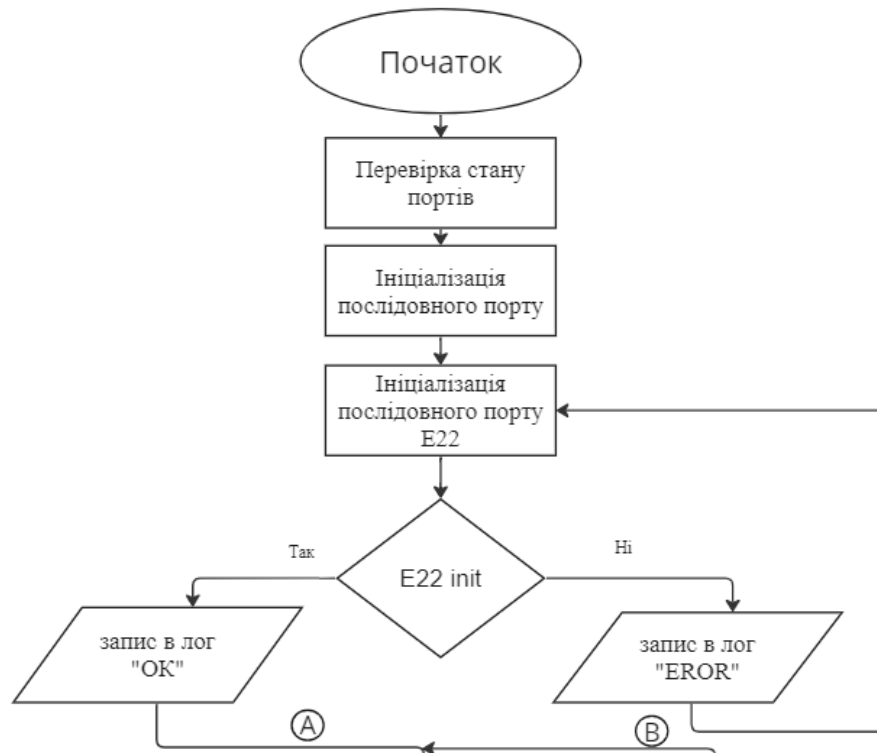 Початок
Перевірка стану
портів
Ініціалізація
послідовного порту
Ініціалізація
послідовного порту
E22
E22 init
Так
Ні
запис в лог
"OK"
запис в лог
"EROR"
A
B